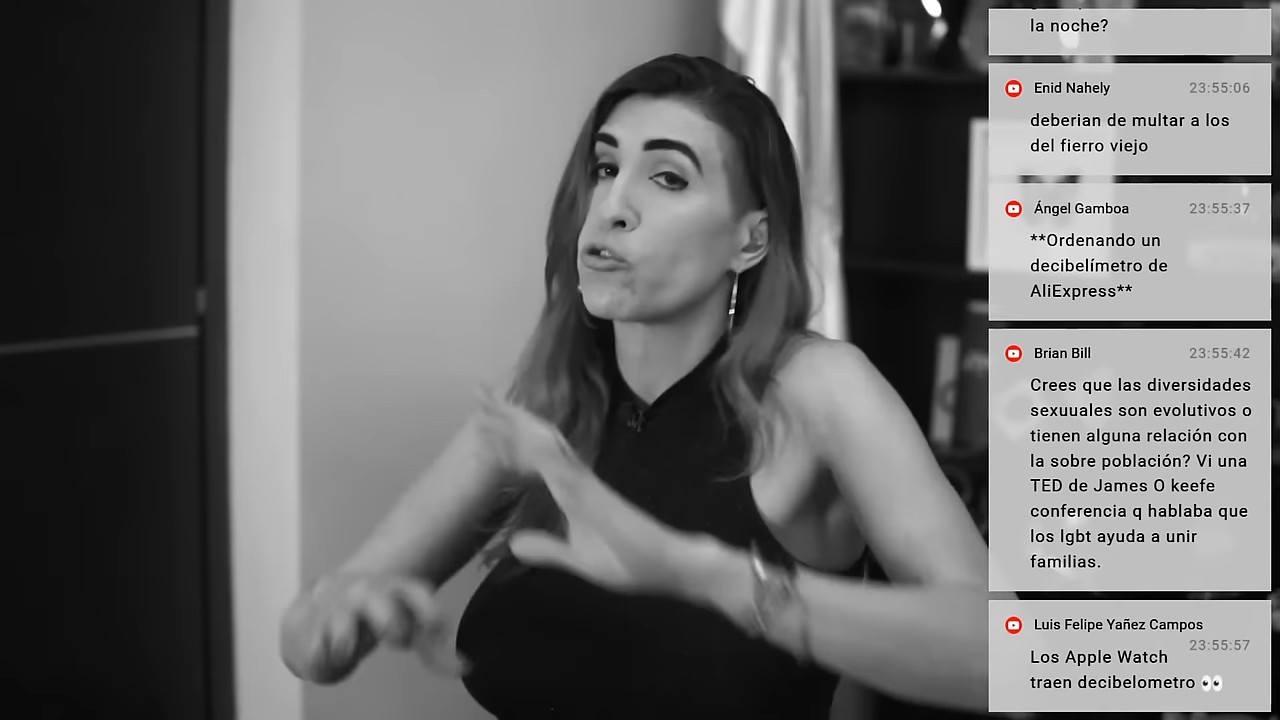 la noche?
Enid Nahely 23:55:06
deberian de multar a los
del fierro viejo
Ángel Gamboa 23:55:37
**Ordenando un
decibelímetro de
AliExpress**
Brian Bill 23:55:42
Crees que las diversidades
sexuuales son evolutivos o
tienen alguna relación con
la sobre población? Vi una
TED de James O keefe
conferencia q hablaba que
los lgbt ayuda a unir
familias.
Luis Felipe Yañez Campos
23:55:57
Los Apple Watch
traen decibelometro 👀